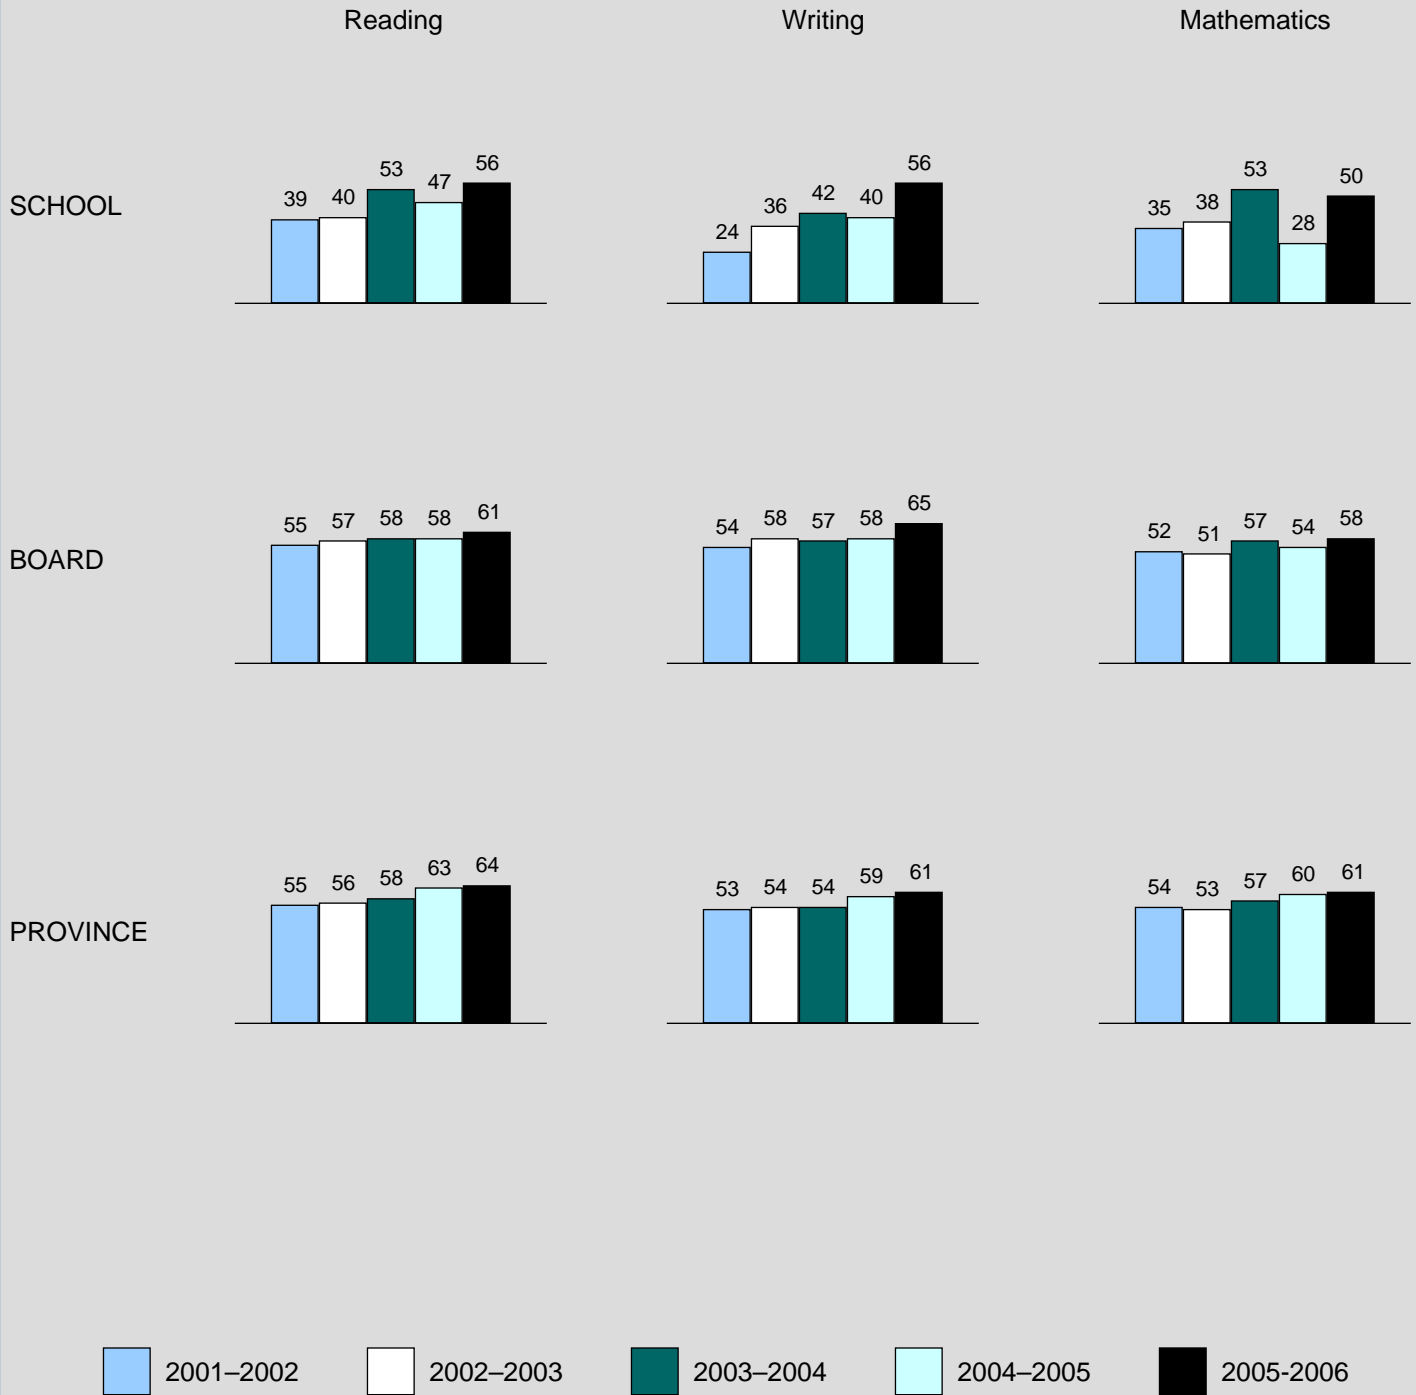 Reading Writing Mathematics
SCHOOL
39 40 53 47 56
24 36 42 40 56
35 38 53 28 50
BOARD
55 57 58 58 61
54 58 57 58 65
52 51 57 54 58
PROVINCE
55 56 58 63 64
53 54 54 59 61
54 53 57 60 61
2001–2002 2002–2003 2003–2004 2004–2005 2005-2006